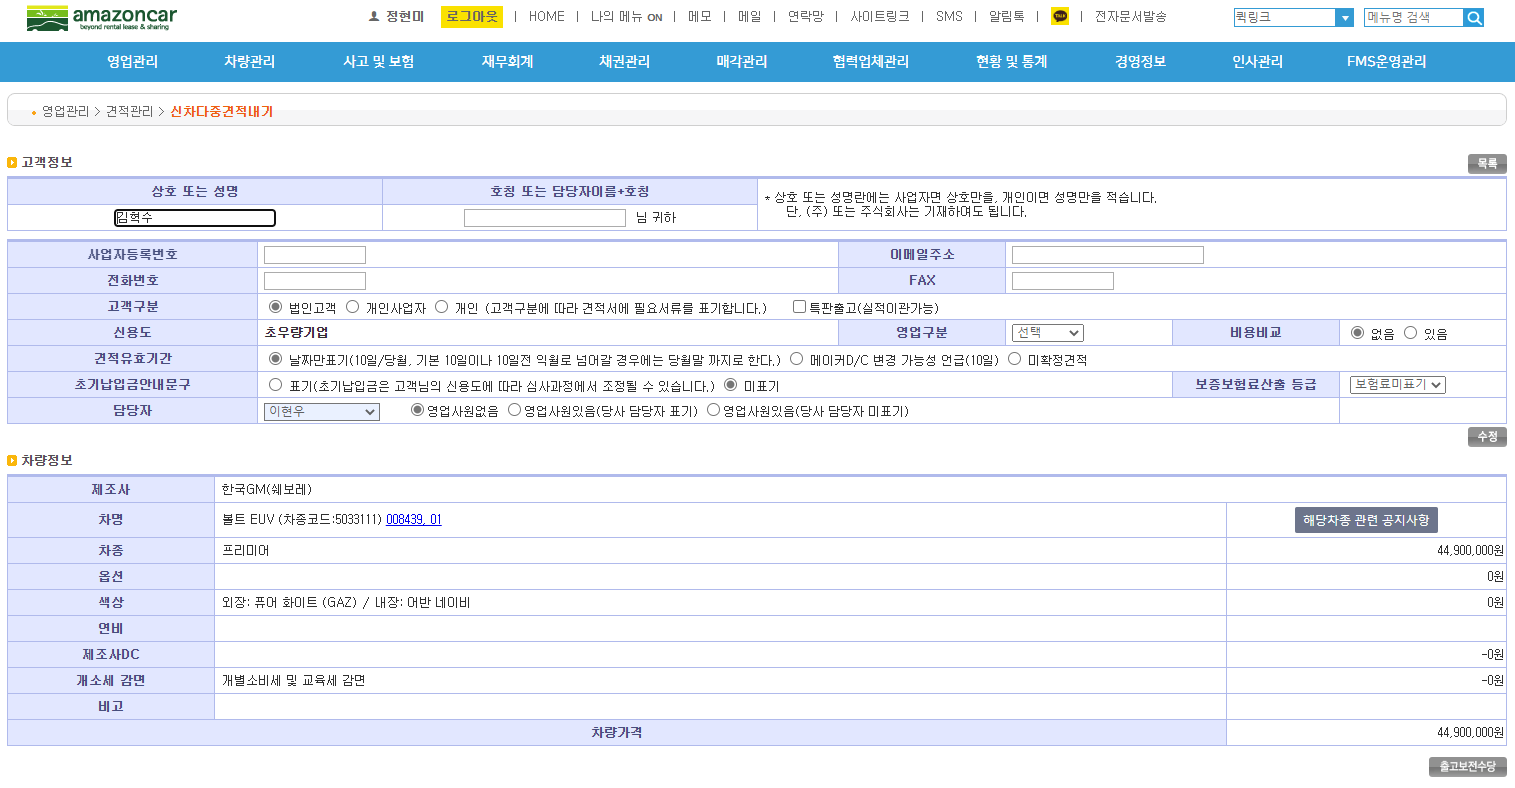 amazoncar
beyond rental lease & sharing
정현미 로그아웃 | HOME | 나의 메뉴 ON | 메모 | 메일 | 연락망 | 사이트링크 | SMS | 알림톡 | TALK | 전자문서발송 퀵링크 메뉴명 검색
영업관리 차량관리 사고 및 보험 재무회계 채권관리 매각관리 협력업체관리 현황 및 통계 경영정보 인사관리 FMS운영관리
영업관리 > 견적관리 > 신차다중견적내기
고객정보 목록
상호 또는 성명 호칭 또는 담당자이름+호칭
* 상호 또는 성명란에는 사업자면 상호만을, 개인이면 성명만을 적습니다.
단, (주) 또는 주식회사는 기재하여도 됩니다.
김혁수 님 귀하
사업자등록번호 이메일주소
전화번호 FAX
고객구분 법인고객 개인사업자 개인 (고객구분에 따라 견적서에 필요서류를 표기합니다.) 특판출고(실적이관가능)
신용도 초우량기업 영업구분 선택 비용비교 없음 있음
견적유효기간 날짜만표기(10일/당월, 기본 10일이나 10일전 익월로 넘어갈 경우에는 당월말 까지로 한다.) 메이커D/C 변경 가능성 언급(10일) 미확정견적
초기납입금안내문구 표기(초기납입금은 고객님의 신용도에 따라 심사과정에서 조정될 수 있습니다.) 미표기 보증보험료산출 등급 보험료미표기
담당자 이현우 영업사원없음 영업사원있음(당사 담당자 표기) 영업사원있음(당사 담당자 미표기)
수정
차량정보
제조사 한국GM(쉐보레)
차명 볼트 EUV (차종코드:5033111) 008439, 01 해당차종 관련 공지사항
차종 프리미어 44,900,000원
옵션 0원
색상 외장: 퓨어 화이트 (GAZ) / 내장: 어반 네이비 0원
연비
제조사DC -0원
개소세 감면 개별소비세 및 교육세 감면 -0원
비고
차량가격 44,900,000원
출고보전수당